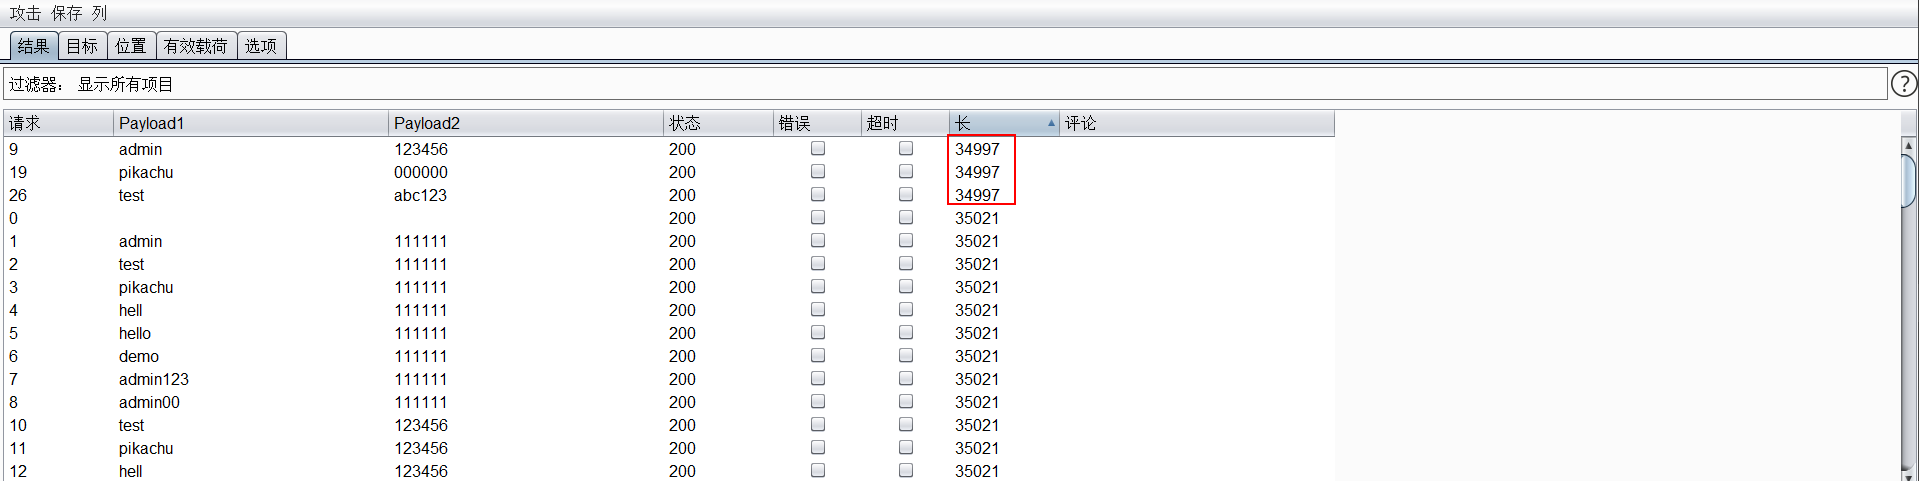 攻击 保存 列
结果 目标 位置 有效载荷 选项
过滤器： 显示所有项目 ?
请求 Payload1 Payload2 状态 错误 超时 长 评论
9 admin 123456 200 34997
19 pikachu 000000 200 34997
26 test abc123 200 34997
0 200 35021
1 admin 111111 200 35021
2 test 111111 200 35021
3 pikachu 111111 200 35021
4 hell 111111 200 35021
5 hello 111111 200 35021
6 demo 111111 200 35021
7 admin123 111111 200 35021
8 admin00 111111 200 35021
10 test 123456 200 35021
11 pikachu 123456 200 35021
12 hell 123456 200 35021